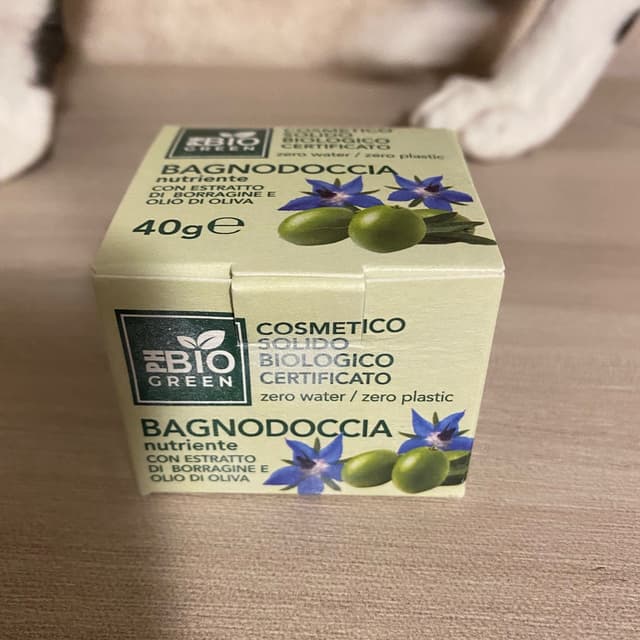 PH BIO
GREEN
COSMETICO
SOLIDO
BIOLOGICO
CERTIFICATO
zero water / zero plastic
BAGNODOCCIA
nutriente
CON ESTRATTO
DI BORRAGINE E
OLIO DI OLIVA
40g℮
PH BIO
GREEN
COSMETICO
SOLIDO
BIOLOGICO
CERTIFICATO
zero water / zero plastic
BAGNODOCCIA
nutriente
CON ESTRATTO
DI BORRAGINE E
OLIO DI OLIVA